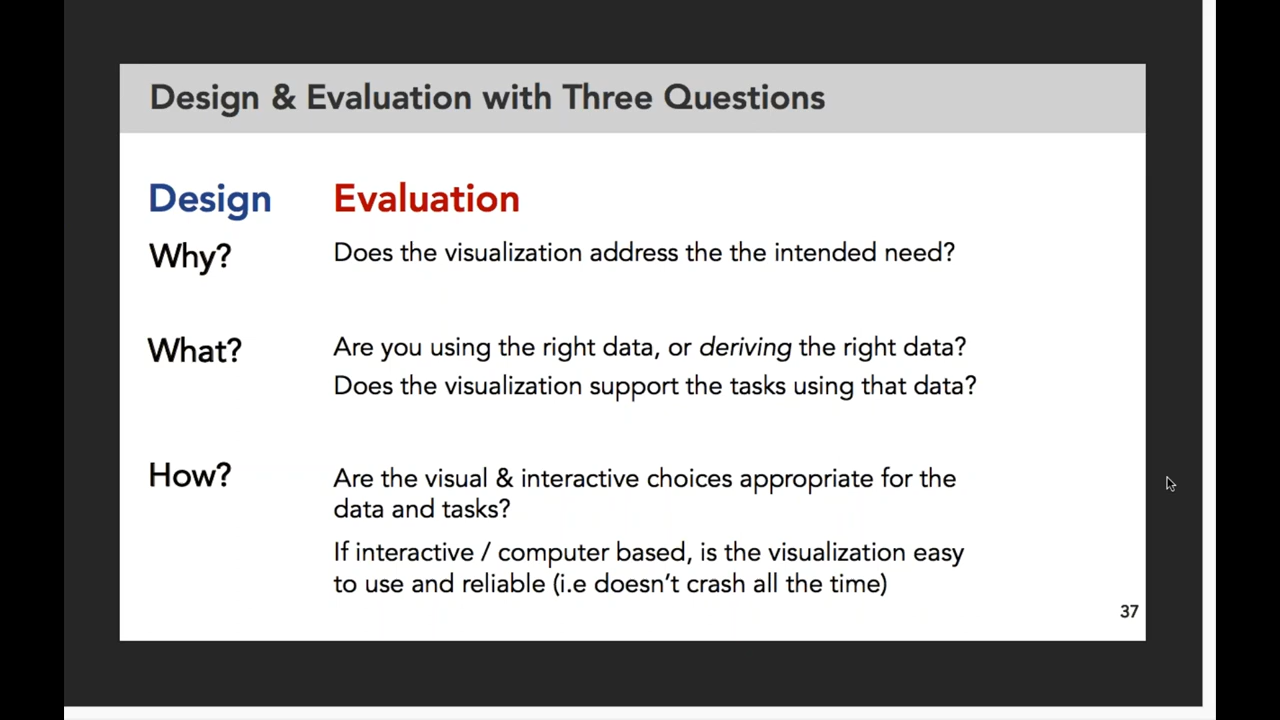 Design & Evaluation with Three Questions
Design Evaluation
Why? Does the visualization address the the intended need?
What? Are you using the right data, or deriving the right data?
Does the visualization support the tasks using that data?
How? Are the visual & interactive choices appropriate for the
data and tasks?
If interactive / computer based, is the visualization easy
to use and reliable (i.e doesn't crash all the time)
37